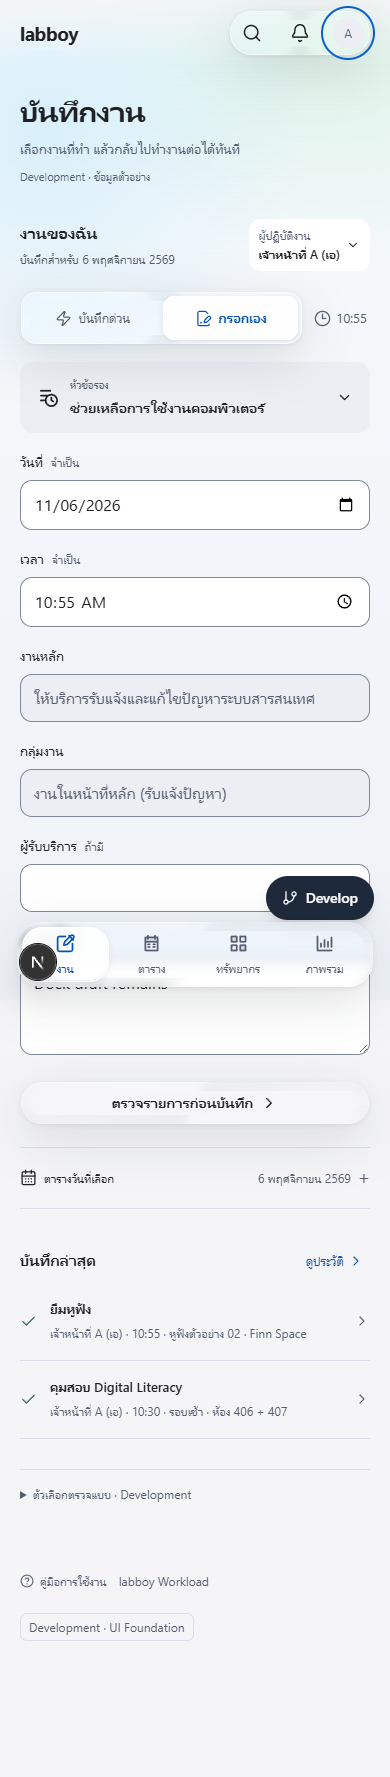 labboy
A
บันทึกงาน
เลือกงานที่ทำ แล้วกลับไปทำงานต่อได้ทันที
Development · ข้อมูลตัวอย่าง
งานของฉัน
บันทึกสำหรับ 6 พฤศจิกายน 2569
ผู้ปฏิบัติงาน
เจ้าหน้าที่ A (เอ)
บันทึกด่วน
กรอกเอง
10:55
หัวข้อรอง
ช่วยเหลือการใช้งานคอมพิวเตอร์
วันที่ จำเป็น
11/06/2026
เวลา จำเป็น
10:55 AM
งานหลัก
ให้บริการรับแจ้งและแก้ไขปัญหาระบบสารสนเทศ
กลุ่มงาน
งานในหน้าที่หลัก (รับแจ้งปัญหา)
ผู้รับบริการ ถ้ามี
Develop
N
งาน
ตาราง
ทรัพยากร
ภาพรวม
Dock draft remains
ตรวจรายการก่อนบันทึก
ตารางวันที่เลือก
6 พฤศจิกายน 2569 +
บันทึกล่าสุด
ดูประวัติ
ยืมหูฟัง
เจ้าหน้าที่ A (เอ) · 10:55 · หูฟังตัวอย่าง 02 · Finn Space
คุมสอบ Digital Literacy
เจ้าหน้าที่ A (เอ) · 10:30 · รอบเช้า · ห้อง 406 + 407
ตัวเลือกตรวจแบบ · Development
คู่มือการใช้งาน labboy Workload
Development · UI Foundation